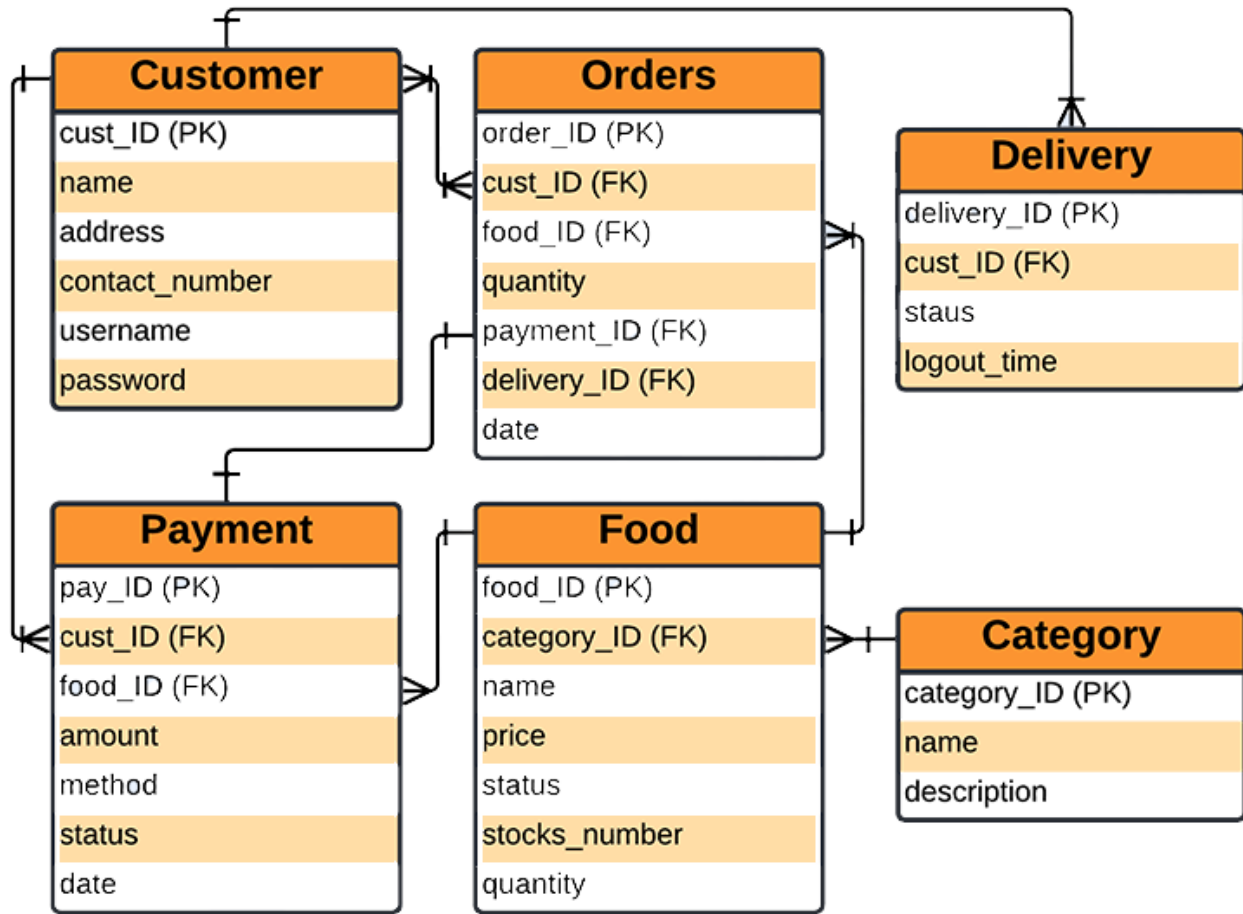 Customer
cust_ID (PK)
name
address
contact_number
username
password
Orders
order_ID (PK)
cust_ID (FK)
food_ID (FK)
quantity
payment_ID (FK)
delivery_ID (FK)
date
Delivery
delivery_ID (PK)
cust_ID (FK)
staus
logout_time
Payment
pay_ID (PK)
cust_ID (FK)
food_ID (FK)
amount
method
status
date
Food
food_ID (PK)
category_ID (FK)
name
price
status
stocks_number
quantity
Category
category_ID (PK)
name
description